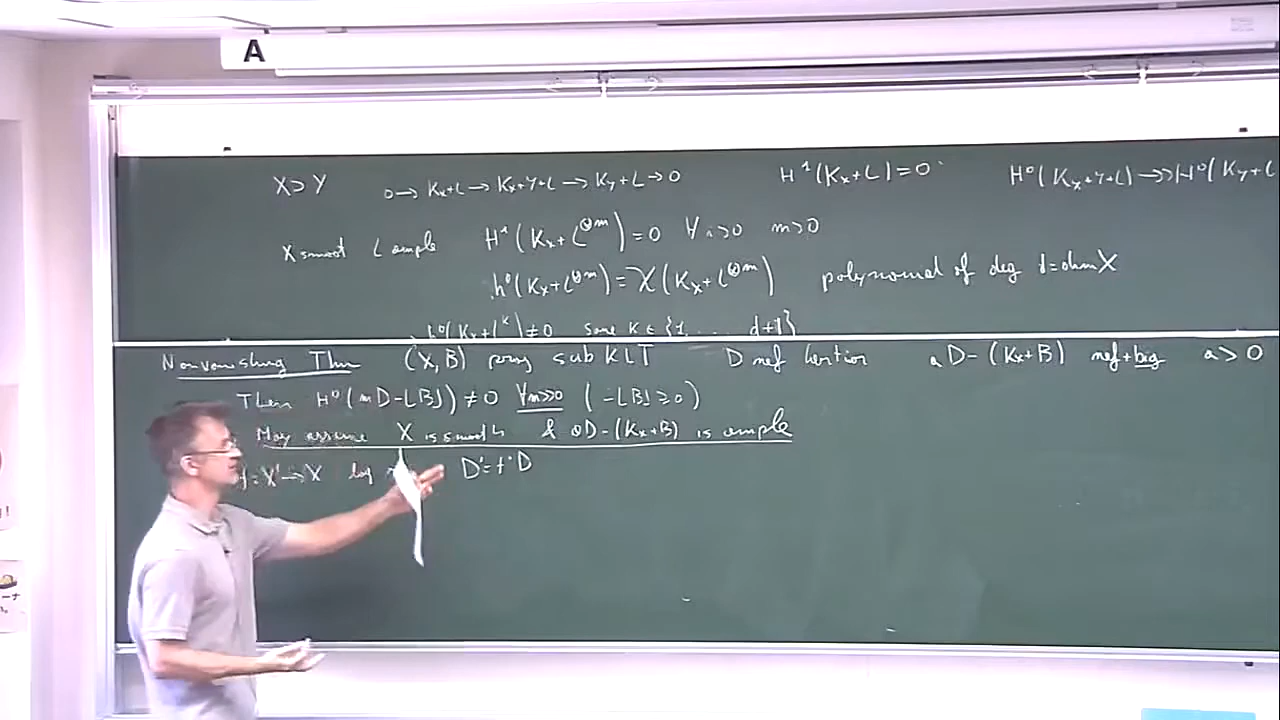 A
X⊃Y 0→K_X+L→K_X+Y+L→K_Y+L→0 H^1(K_X+L)=0 H^0(K_X+Y+L)→→H^0(K_Y+L
X smoot L ample H^i(K_X+L^{⊗m})=0 ∀i>0 m>0
h^0(K_X+L^{⊗m})=χ(K_X+L^{⊗m}) polynomial of deg d=dim X
h^0(K_X+L^k)≠0 some k∈{1,... d+1}
Nonvanishing Thm (X,B) proj sub KLT D nef Cartier aD-(K_X+B) nef+big a>0
Then H^0(mD-⌊B⌋)≠0 ∀m>>0 (-⌊B⌋≥0)
May assume X is smooth & aD-(K_X+B) is ample
f:X'→X log D'=f*D